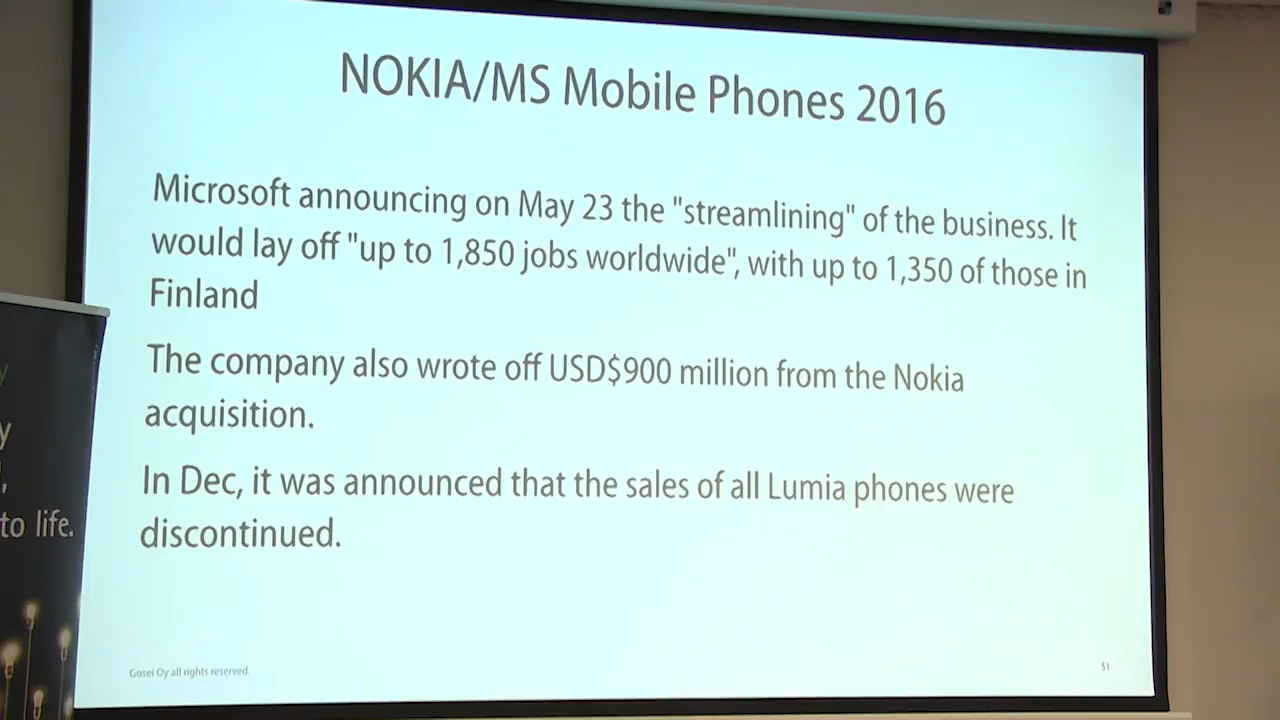 NOKIA/MS Mobile Phones 2016
Microsoft announcing on May 23 the "streamlining" of the business. It
would lay off "up to 1,850 jobs worldwide", with up to 1,350 of those in
Finland
The company also wrote off USD$900 million from the Nokia
acquisition.
In Dec, it was announced that the sales of all Lumia phones were
discontinued.
Gosei Oy all rights reserved.
51
y
y
to life.